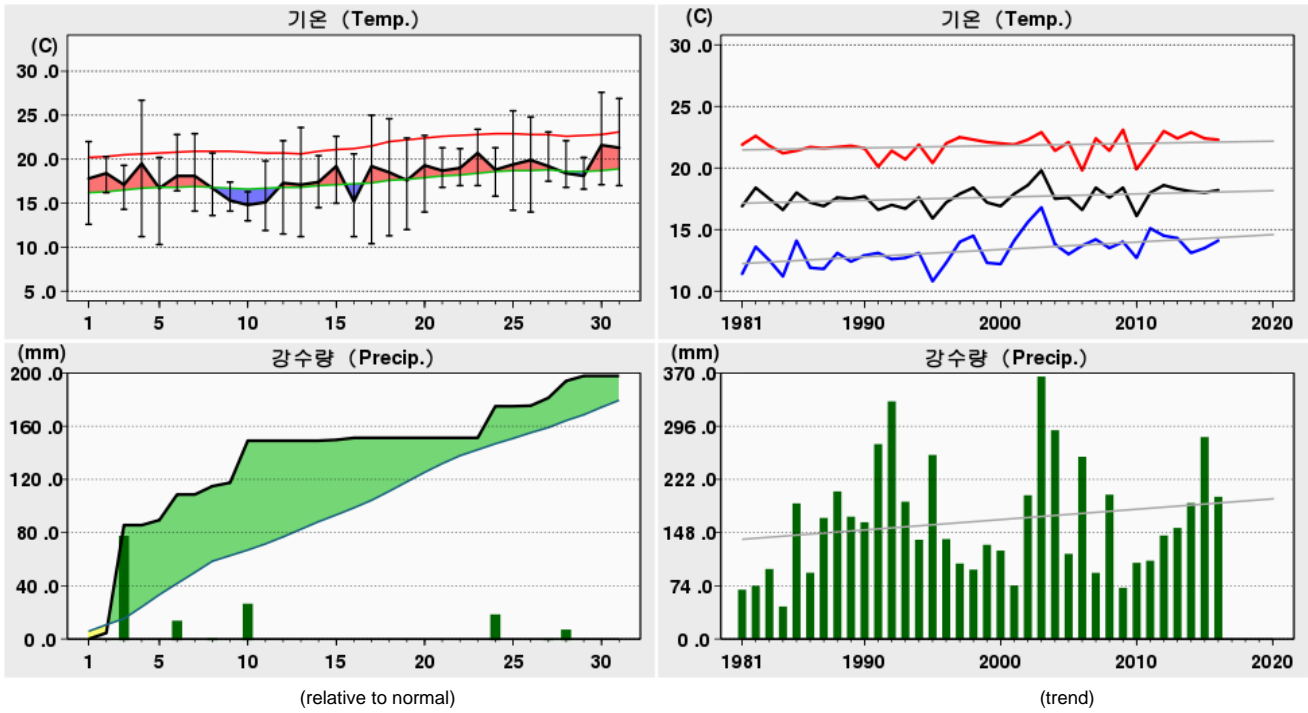 기온 (Temp.)
(C)
30 .0
25 .0
20 .0
15 .0
10 .0
5 .0
1 5 10 15 20 25 30
기온 (Temp.)
(C)
30 .0
25 .0
20 .0
15 .0
10 .0
1981 1990 2000 2010 2020
강수량 (Precip.)
(mm)
200 .0
160 .0
120 .0
80 .0
40 .0
0 .0
1 5 10 15 20 25 30
(relative to normal)
강수량 (Precip.)
(mm)
370 .0
296 .0
222 .0
148 .0
74 .0
0 .0
1981 1990 2000 2010 2020
(trend)